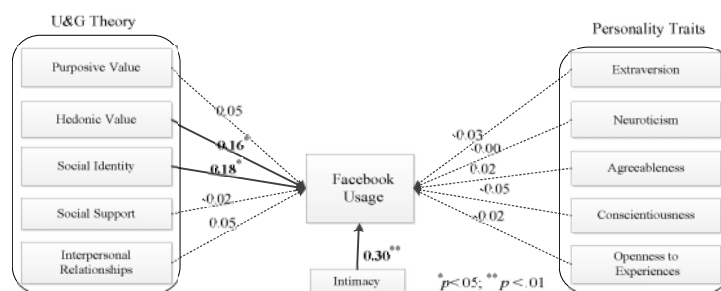 U&G Theory
Purposive Value
Hedonic Value
Social Identity
Social Support
Interpersonal
Relationships
0.05
0.16*
0.18*
-0.02
0.05
Facebook
Usage
0.30**
Intimacy
*p<05; **p<.01
Personality Traits
Extraversion
Neuroticism
Agreeableness
Conscientiousness
Openness to
Experiences
-0.03
-0.00
0.02
-0.05
-0.02